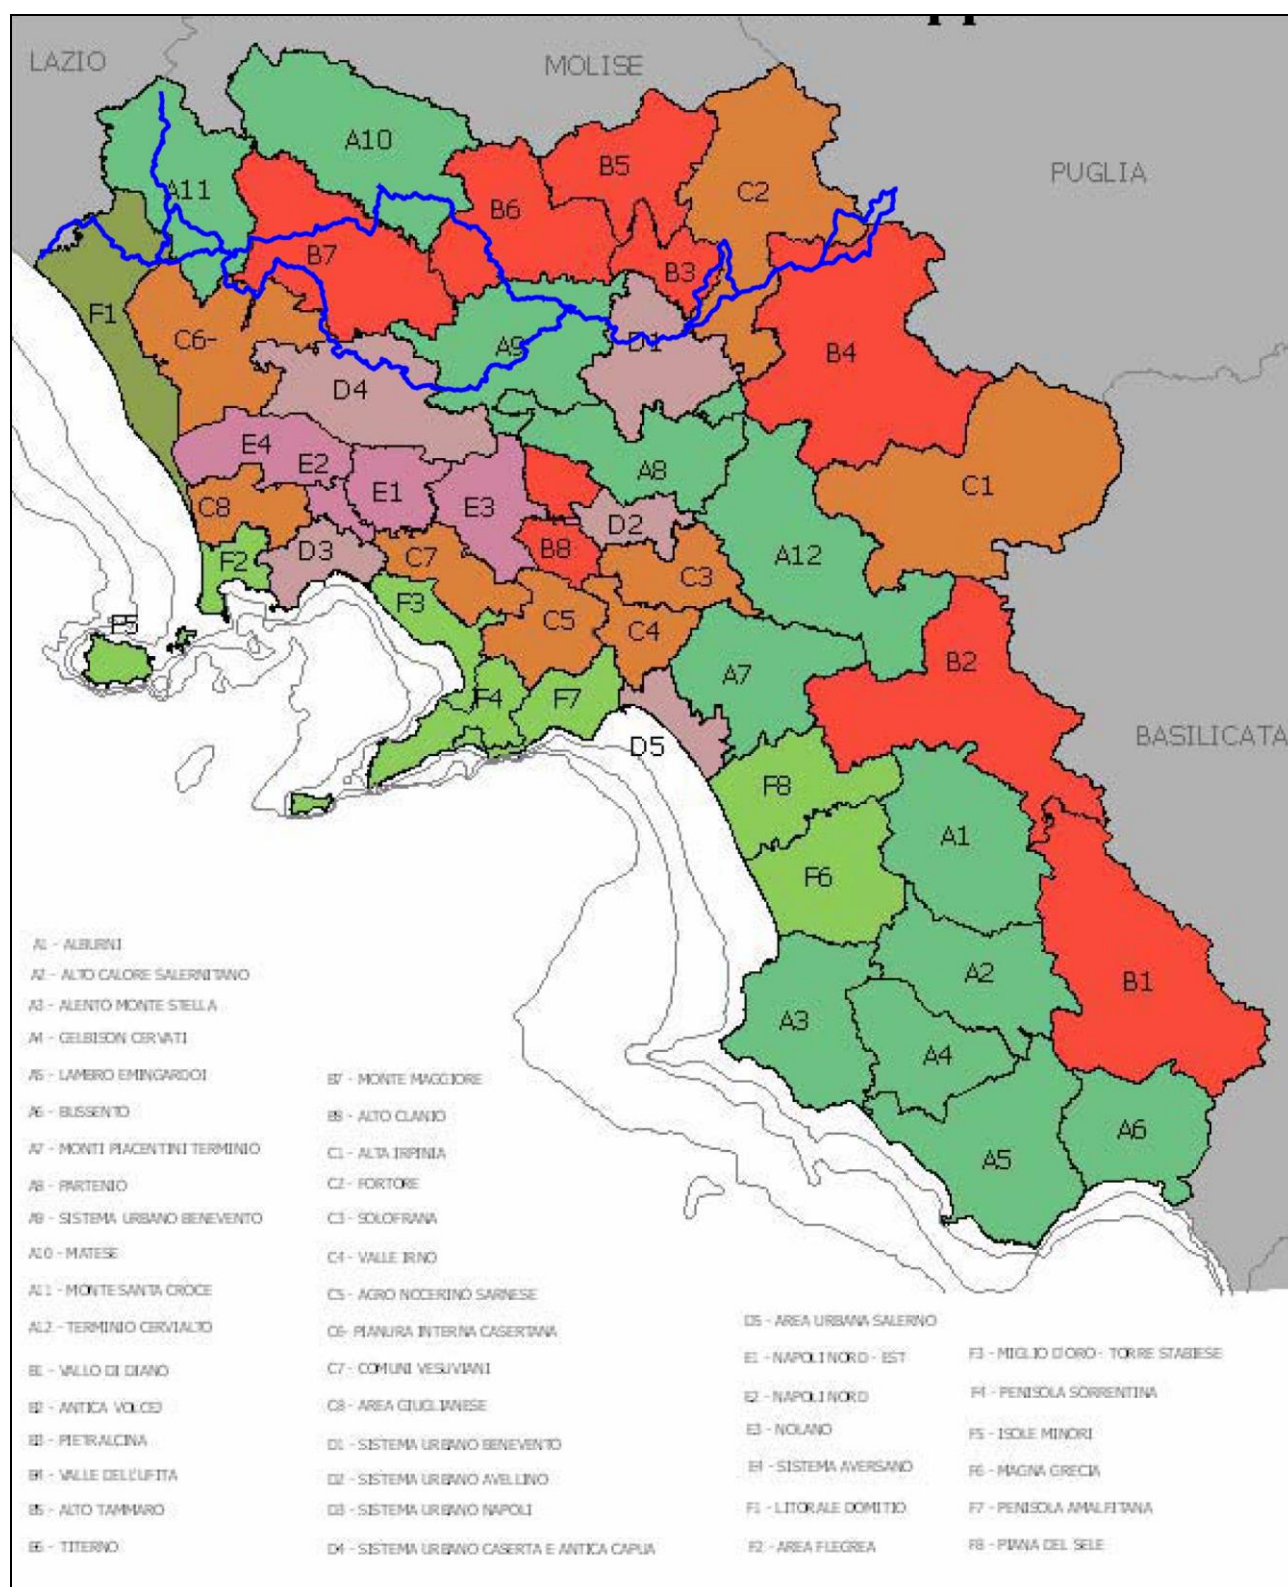 LAZIO
MOLISE
PUGLIA
BASILICATA
A10
A11
B5
C2
B6
B7
B3
F1
C6-
A9
D1
B4
D4
E4
E2
A8
C1
E1
E3
C8
D2
B8
A12
D3
C7
F2
C3
F3
F5
C5
C4
B2
A7
F4
F7
D5
F8
A1
F6
A2
B1
A3
A4
A6
A5
A1 - ALBURNI
A2 - ALTO CALORE SALERNITANO
A3 - ALENTO MONTE STELLA
A4 - GELBISON CERVATI
A5 - LAMBRO EMINGARDOI
A6 - BUSSENTO
A7 - MONTI PIACENTINI TERMINIO
A8 - PARTENIO
A9 - SISTEMA URBANO BENEVENTO
A10 - MATESE
A11 - MONTE SANTA CROCE
A12 - TERMINIO CERVIALTO
B1 - VALLO DI DIANO
B2 - ANTICA VOLCEJ
B3 - PIETRALCINA
B4 - VALLE DELL'UFITA
B5 - ALTO TAMMARO
B6 - TITERNO
B7 - MONTE MAGGIORE
B8 - ALTO CLANIO
C1 - ALTA IRPINIA
C2 - FORTORE
C3 - SOLOFRANA
C4 - VALLE IRNO
C5 - AGRO NOCERINO SARNESE
C6- PIANURA INTERNA CASERTANA
C7 - COMUNI VESUVIANI
C8 - AREA GIUGLIANESE
D1 - SISTEMA URBANO BENEVENTO
D2 - SISTEMA URBANO AVELLINO
D3 - SISTEMA URBANO NAPOLI
D4 - SISTEMA URBANO CASERTA E ANTICA CAPUA
D5 - AREA URBANA SALERNO
E1 - NAPOLI NORD - EST
E2 - NAPOLI NORD
E3 - NOLANO
E4 - SISTEMA AVERSANO
F1 - LITORALE DOMITIO
F2 - AREA FLEGREA
F3 - MIGLIO D'ORO - TORRE STABIESE
F4 - PENISOLA SORRENTINA
F5 - ISOLE MINORI
F6 - MAGNA GRECIA
F7 - PENISOLA AMALFITANA
F8 - PIANA DEL SELE